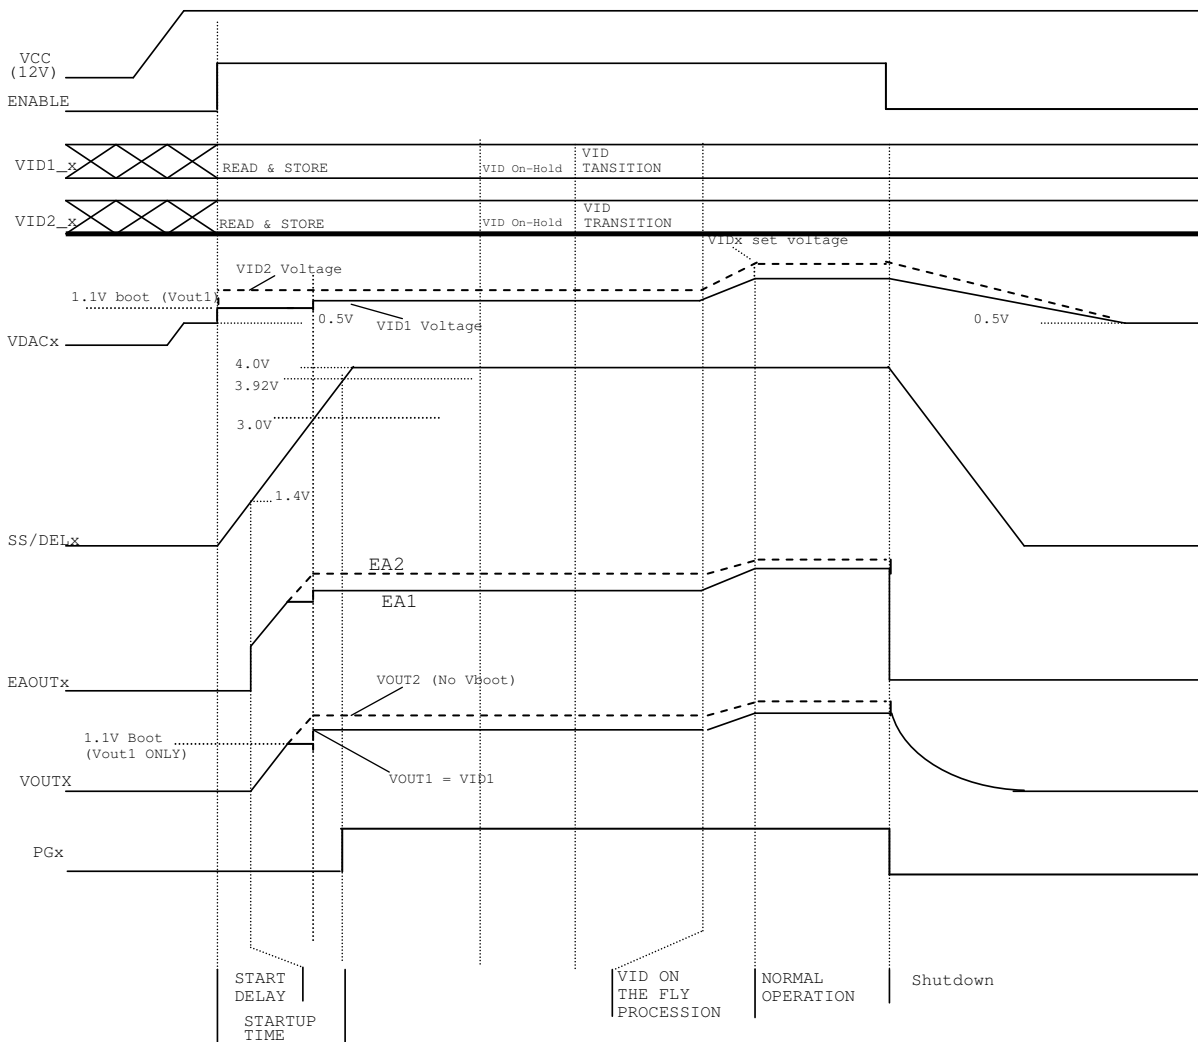 VCC
(12V)
ENABLE
VID1_x
READ & STORE
VID On-Hold
VID
TANSITION
VID2_x
READ & STORE
VID On-Hold
VID
TRANSITION
VIDx set voltage
VID2 Voltage
1.1V boot (Vout1)
0.5V
VID1 Voltage
0.5V
VDACx
4.0V
3.92V
3.0V
1.4V
SS/DELx
EA2
EA1
EAOUTx
VOUT2 (No Vboot)
1.1V Boot
(Vout1 ONLY)
VOUTX
VOUT1 = VID1
PGx
START
DELAY
STARTUP
TIME
VID ON
THE FLY
PROCESSION
NORMAL
OPERATION
Shutdown